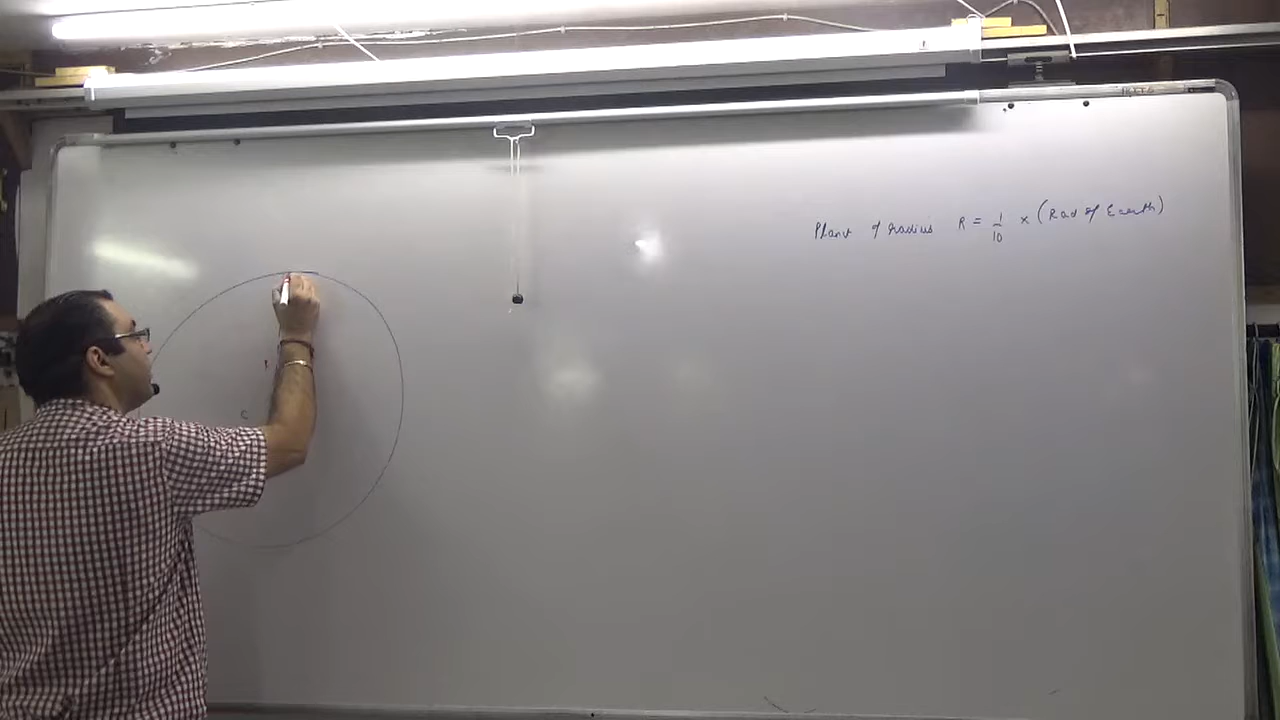 Planet of radius R = 1/10 × (Rad of Earth)
R
C